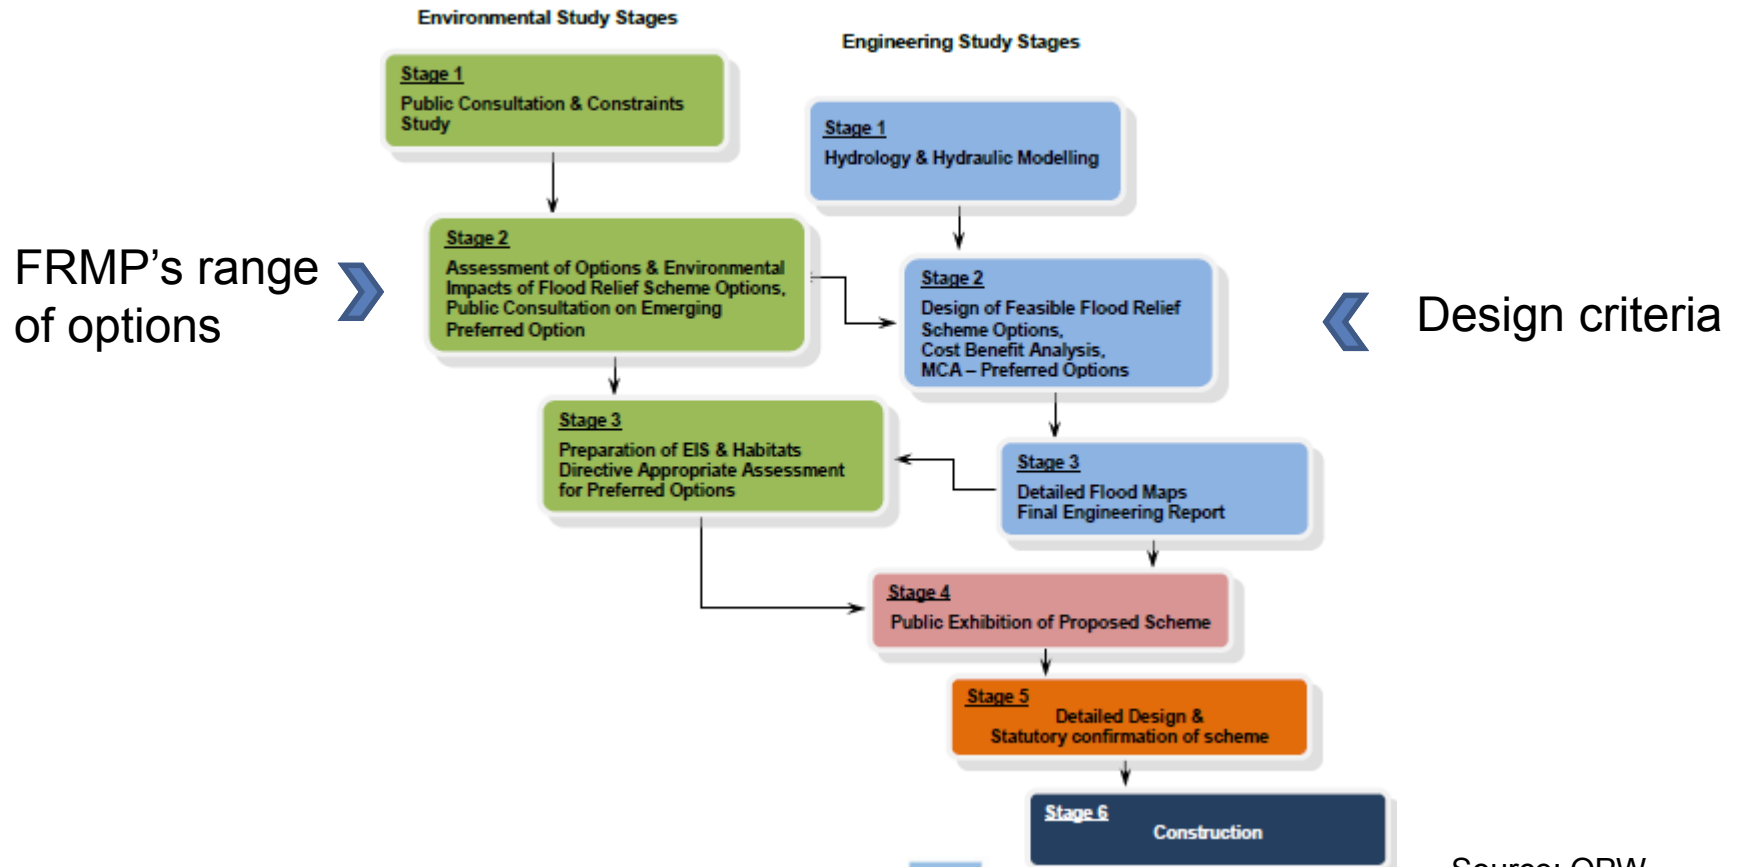 Environmental Study Stages
Engineering Study Stages
Stage 1
Public Consultation & Constraints
Study
Stage 1
Hydrology & Hydraulic Modelling
FRMP's range
of options
Stage 2
Assessment of Options & Environmental
Impacts of Flood Relief Scheme Options,
Public Consultation on Emerging
Preferred Option
Stage 2
Design of Feasible Flood Relief
Scheme Options,
Cost Benefit Analysis,
MCA – Preferred Options
Design criteria
Stage 3
Preparation of EIS & Habitats
Directive Appropriate Assessment
for Preferred Options
Stage 3
Detailed Flood Maps
Final Engineering Report
Stage 4
Public Exhibition of Proposed Scheme
Stage 5
Detailed Design &
Statutory confirmation of scheme
Stage 6
Construction
Source: OPW